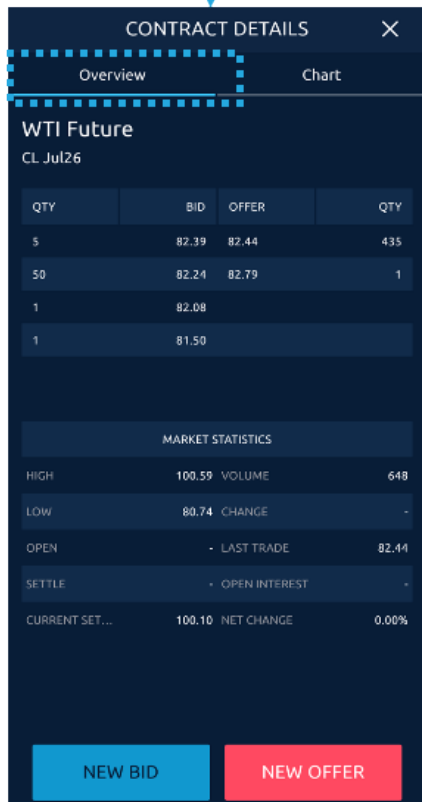 CONTRACT DETAILS ×
Overview Chart
WTI Future
CL Jul26
QTY BID OFFER QTY
5 82.39 82.44 435
50 82.24 82.79 1
1 82.08
1 81.50
MARKET STATISTICS
HIGH 100.59 VOLUME 648
LOW 80.74 CHANGE -
OPEN - LAST TRADE 82.44
SETTLE - OPEN INTEREST -
CURRENT SET... 100.10 NET CHANGE 0.00%
NEW BID NEW OFFER